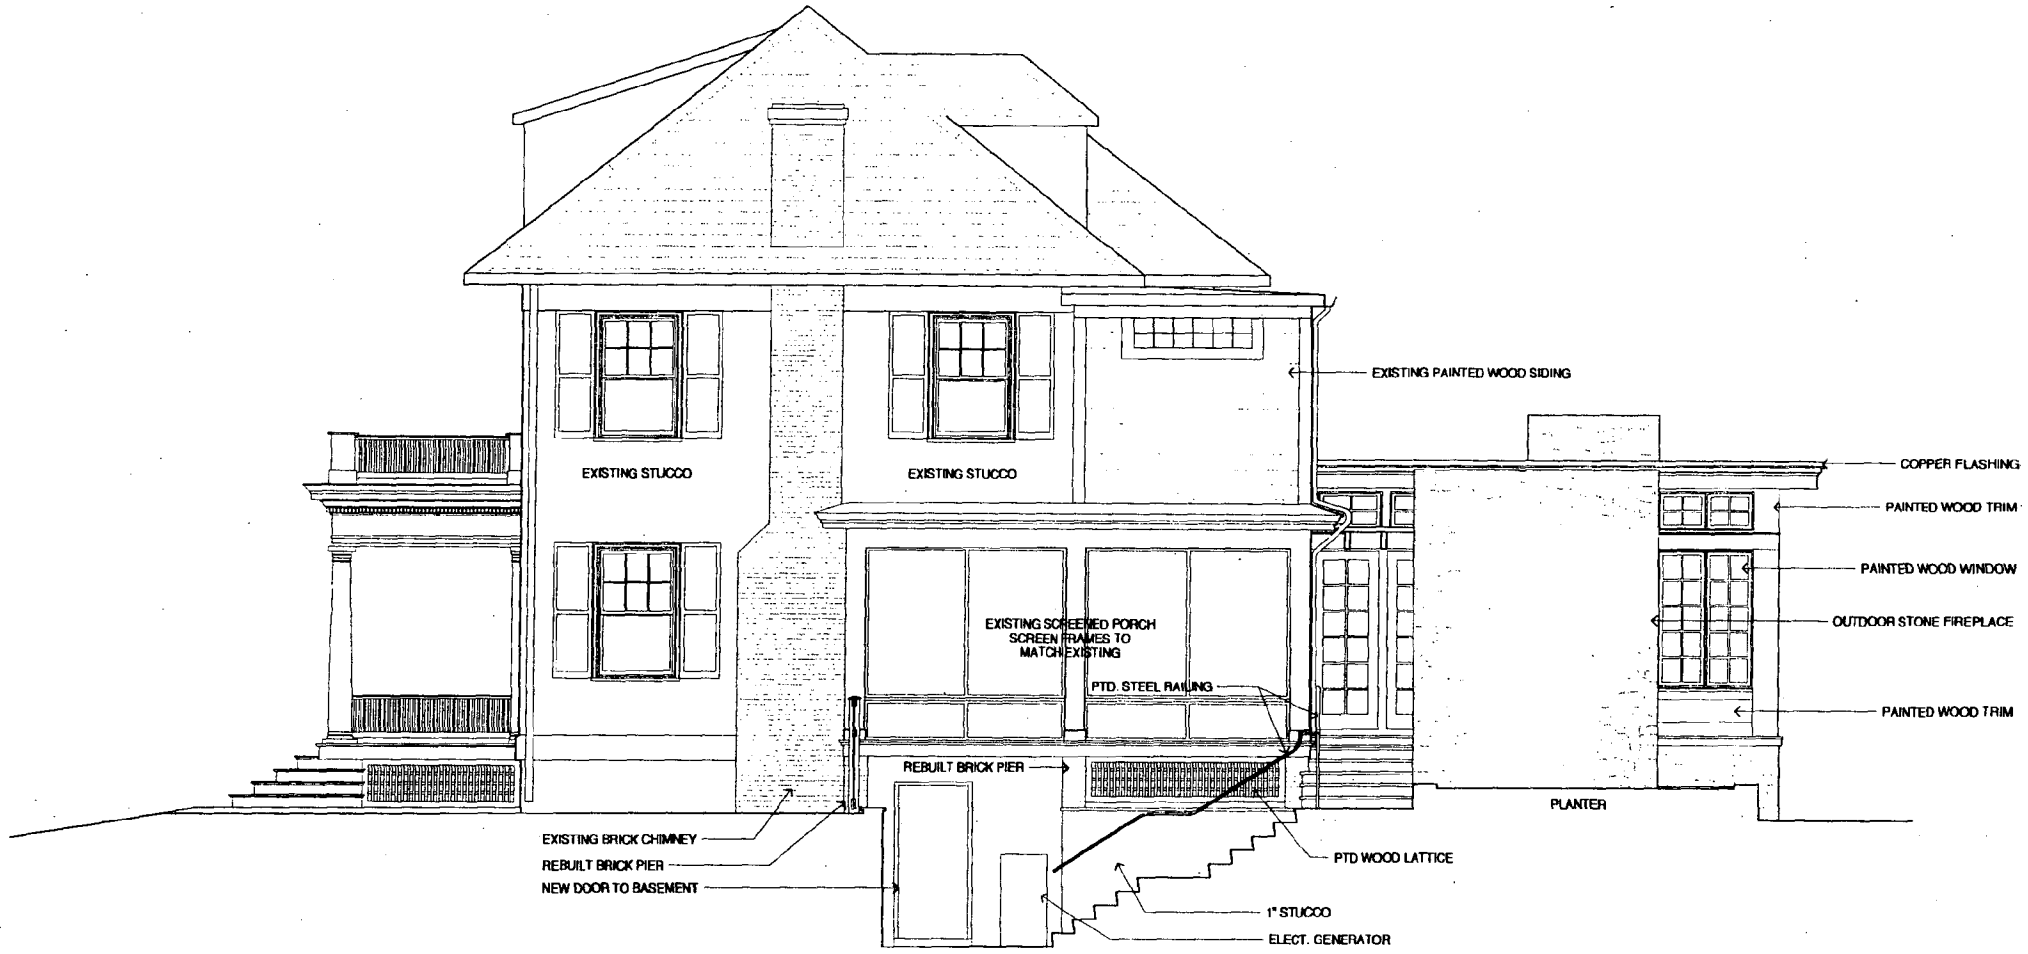 EXISTING PAINTED WOOD SIDING
EXISTING STUCCO
EXISTING STUCCO
COPPER FLASHING
PAINTED WOOD TRIM
PAINTED WOOD WINDOW
EXISTING SCREENED PORCH
SCREEN FRAMES TO
MATCH EXISTING
OUTDOOR STONE FIREPLACE
PTD. STEEL RAILING
PAINTED WOOD TRIM
REBUILT BRICK PIER
PLANTER
EXISTING BRICK CHIMNEY
REBUILT BRICK PIER
NEW DOOR TO BASEMENT
PTD WOOD LATTICE
1" STUCCO
ELECT. GENERATOR